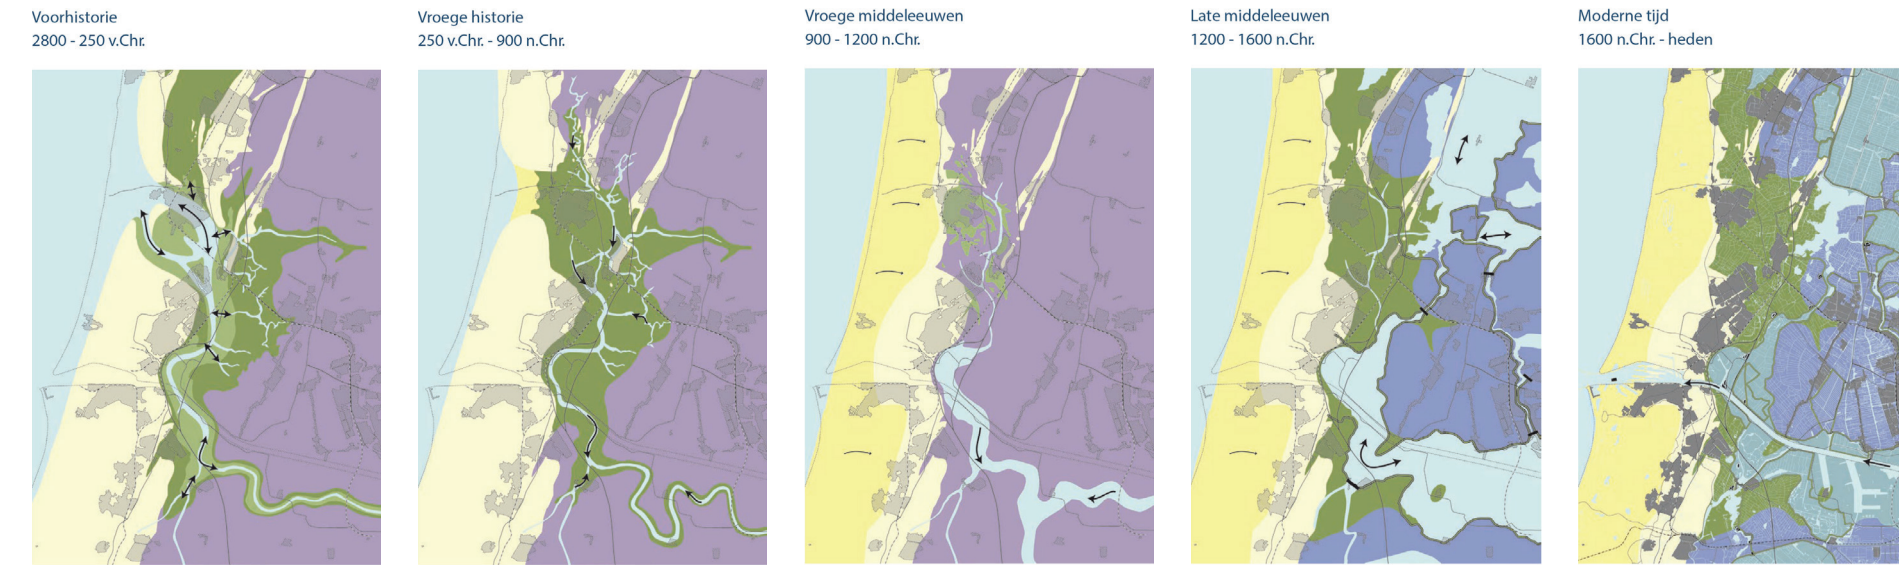 Voorhistorie
2800 - 250 v.Chr.
Vroege historie
250 v.Chr. - 900 n.Chr.
Vroege middeleeuwen
900 - 1200 n.Chr.
Late middeleeuwen
1200 - 1600 n.Chr.
Moderne tijd
1600 n.Chr. - heden